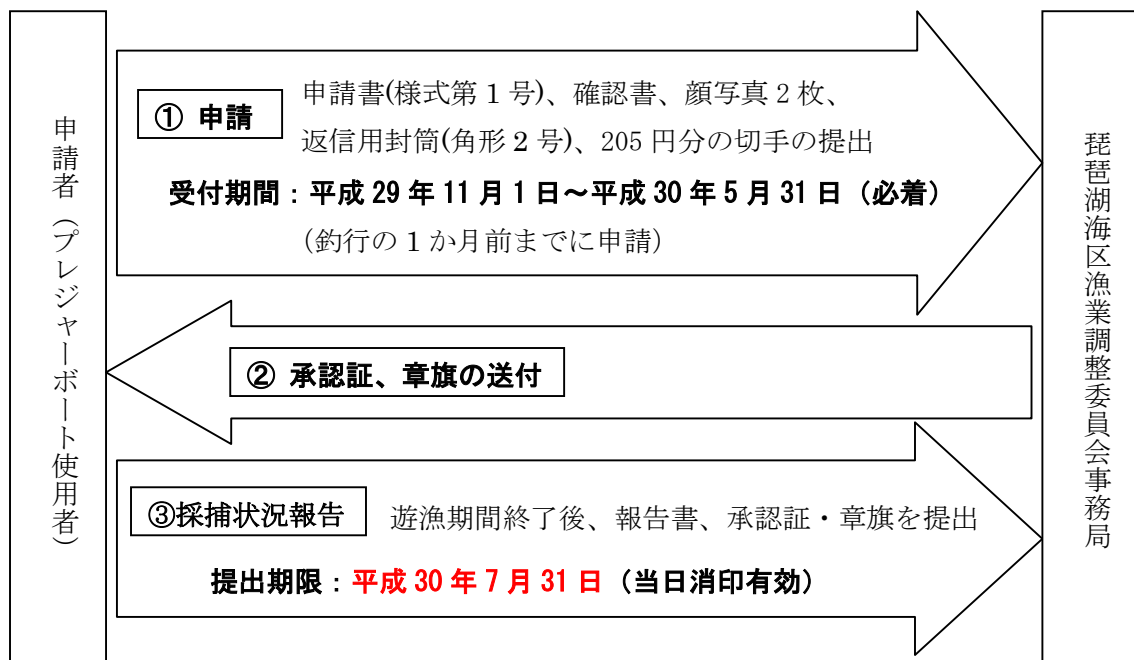 申請者（プレジャーボート使用者）
① 申請
申請書(様式第 1 号)、確認書、顔写真 2 枚、
返信用封筒(角形 2 号)、205 円分の切手の提出
受付期間：平成 29 年 11 月 1 日～平成 30 年 5 月 31 日（必着）
（釣行の 1 か月前までに申請）
② 承認証、章旗の送付
③採捕状況報告
遊漁期間終了後、報告書、承認証・章旗を提出
提出期限：平成 30 年 7 月 31 日（当日消印有効）
琵琶湖海区漁業調整委員会事務局